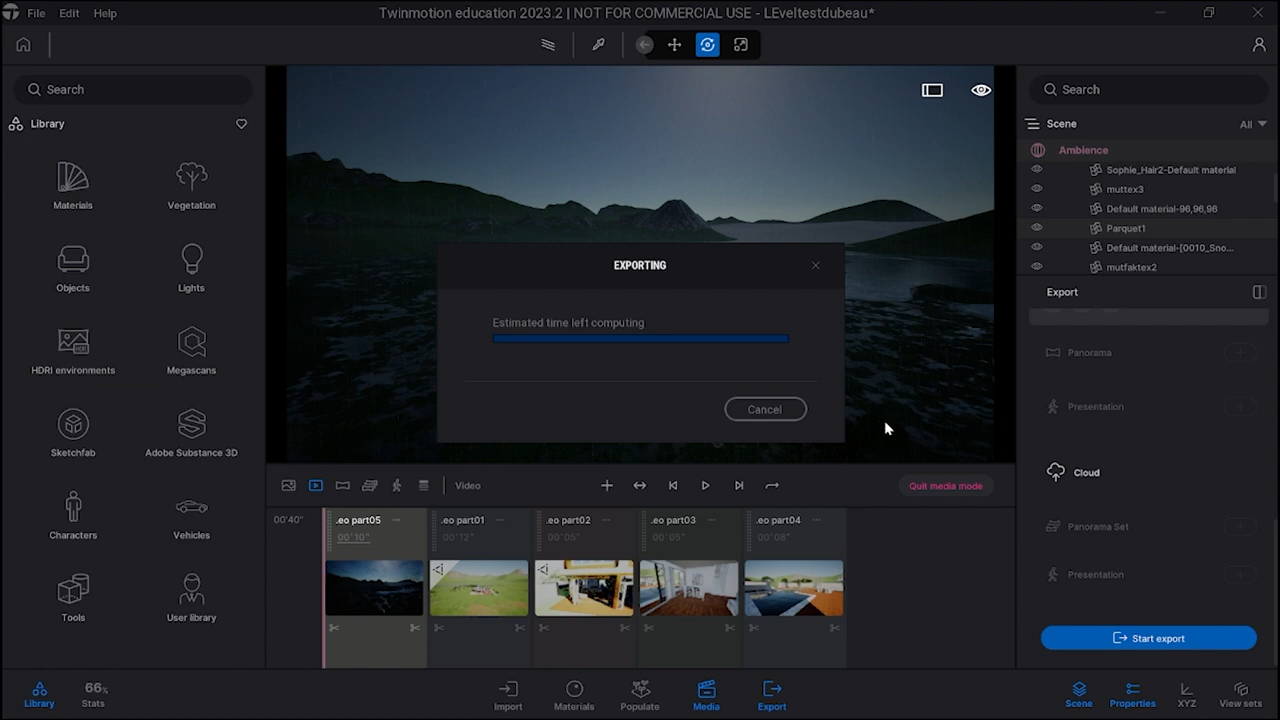 File Edit Help
Twinmotion education 2023.2 | NOT FOR COMMERCIAL USE - LEveltestdubeau*
Search
Library
Materials
Vegetation
Objects
Lights
HDRI environments
Megascans
Sketchfab
Adobe Substance 3D
Characters
Vehicles
Tools
User library
EXPORTING
Estimated time left computing
Cancel
Video
Quit media mode
00'40"
.eo part05
00'10"
.eo part01
00'12"
.eo part02
00'05"
.eo part03
00'05"
.eo part04
00'08"
Search
Scene
All
Ambience
Sophie_Hair2-Default material
muttex3
Default material-96,96,96
Parquet1
Default material-[0010_Sno...
mutfaktex2
Export
Panorama
Presentation
Cloud
Panorama Set
Presentation
Start export
Library
66%
Stats
Import
Materials
Populate
Media
Export
Scene
Properties
XYZ
View sets